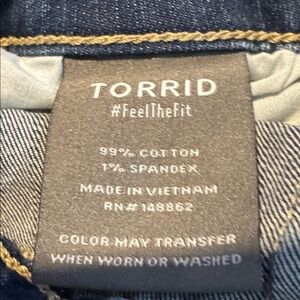 TORRID
#FeelTheFit
99% COTTON
1% SPANDEX
MADE IN VIETNAM
RN# 148862
COLOR MAY TRANSFER
WHEN WORN OR WASHED